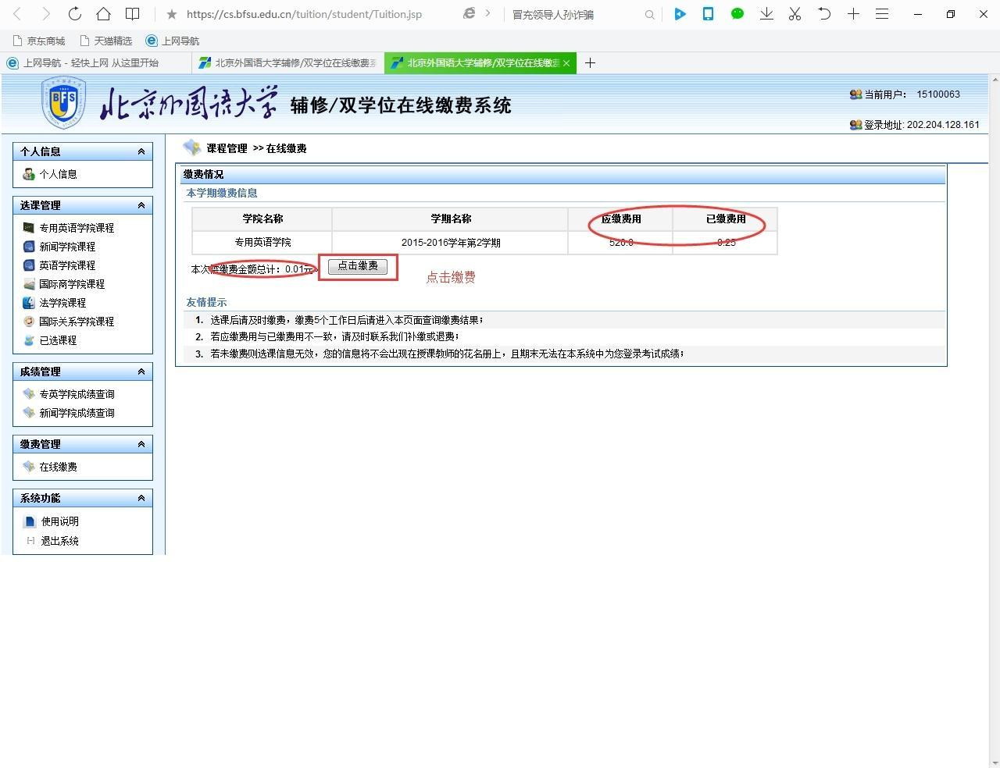 https://cs.bfsu.edu.cn/tuition/student/Tuition.jsp
冒充领导人孙诈骗
京东商城
天猫精选
上网导航
上网导航 - 轻快上网 从这里开始
北京外国语大学辅修/双学位在线缴费系
北京外国语大学辅修/双学位在线缴费
BFS
北京外国语大学
辅修/双学位在线缴费系统
当前用户： 15100063
登录地址: 202.204.128.161
个人信息
个人信息
选课管理
专用英语学院课程
新闻学院课程
英语学院课程
国际商学院课程
法学院课程
国际关系学院课程
已选课程
成绩管理
专英学院成绩查询
新闻学院成绩查询
缴费管理
在线缴费
系统功能
使用说明
退出系统
课程管理 >> 在线缴费
缴费情况
本学期缴费信息
学院名称 学期名称 应缴费用 已缴费用
专用英语学院 2015-2016学年第2学期 520.0 0.25
本次需缴费金额总计：0.01元。 点击缴费
点击缴费
友情提示
1. 选课后请及时缴费，缴费5个工作日后请进入本页面查询缴费结果；
2. 若应缴费用与已缴费用不一致，请及时联系我们补缴或退费；
3. 若未缴费则选课信息无效，您的信息将不会出现在授课教师的花名册上，且期末无法在本系统中为您登录考试成绩；